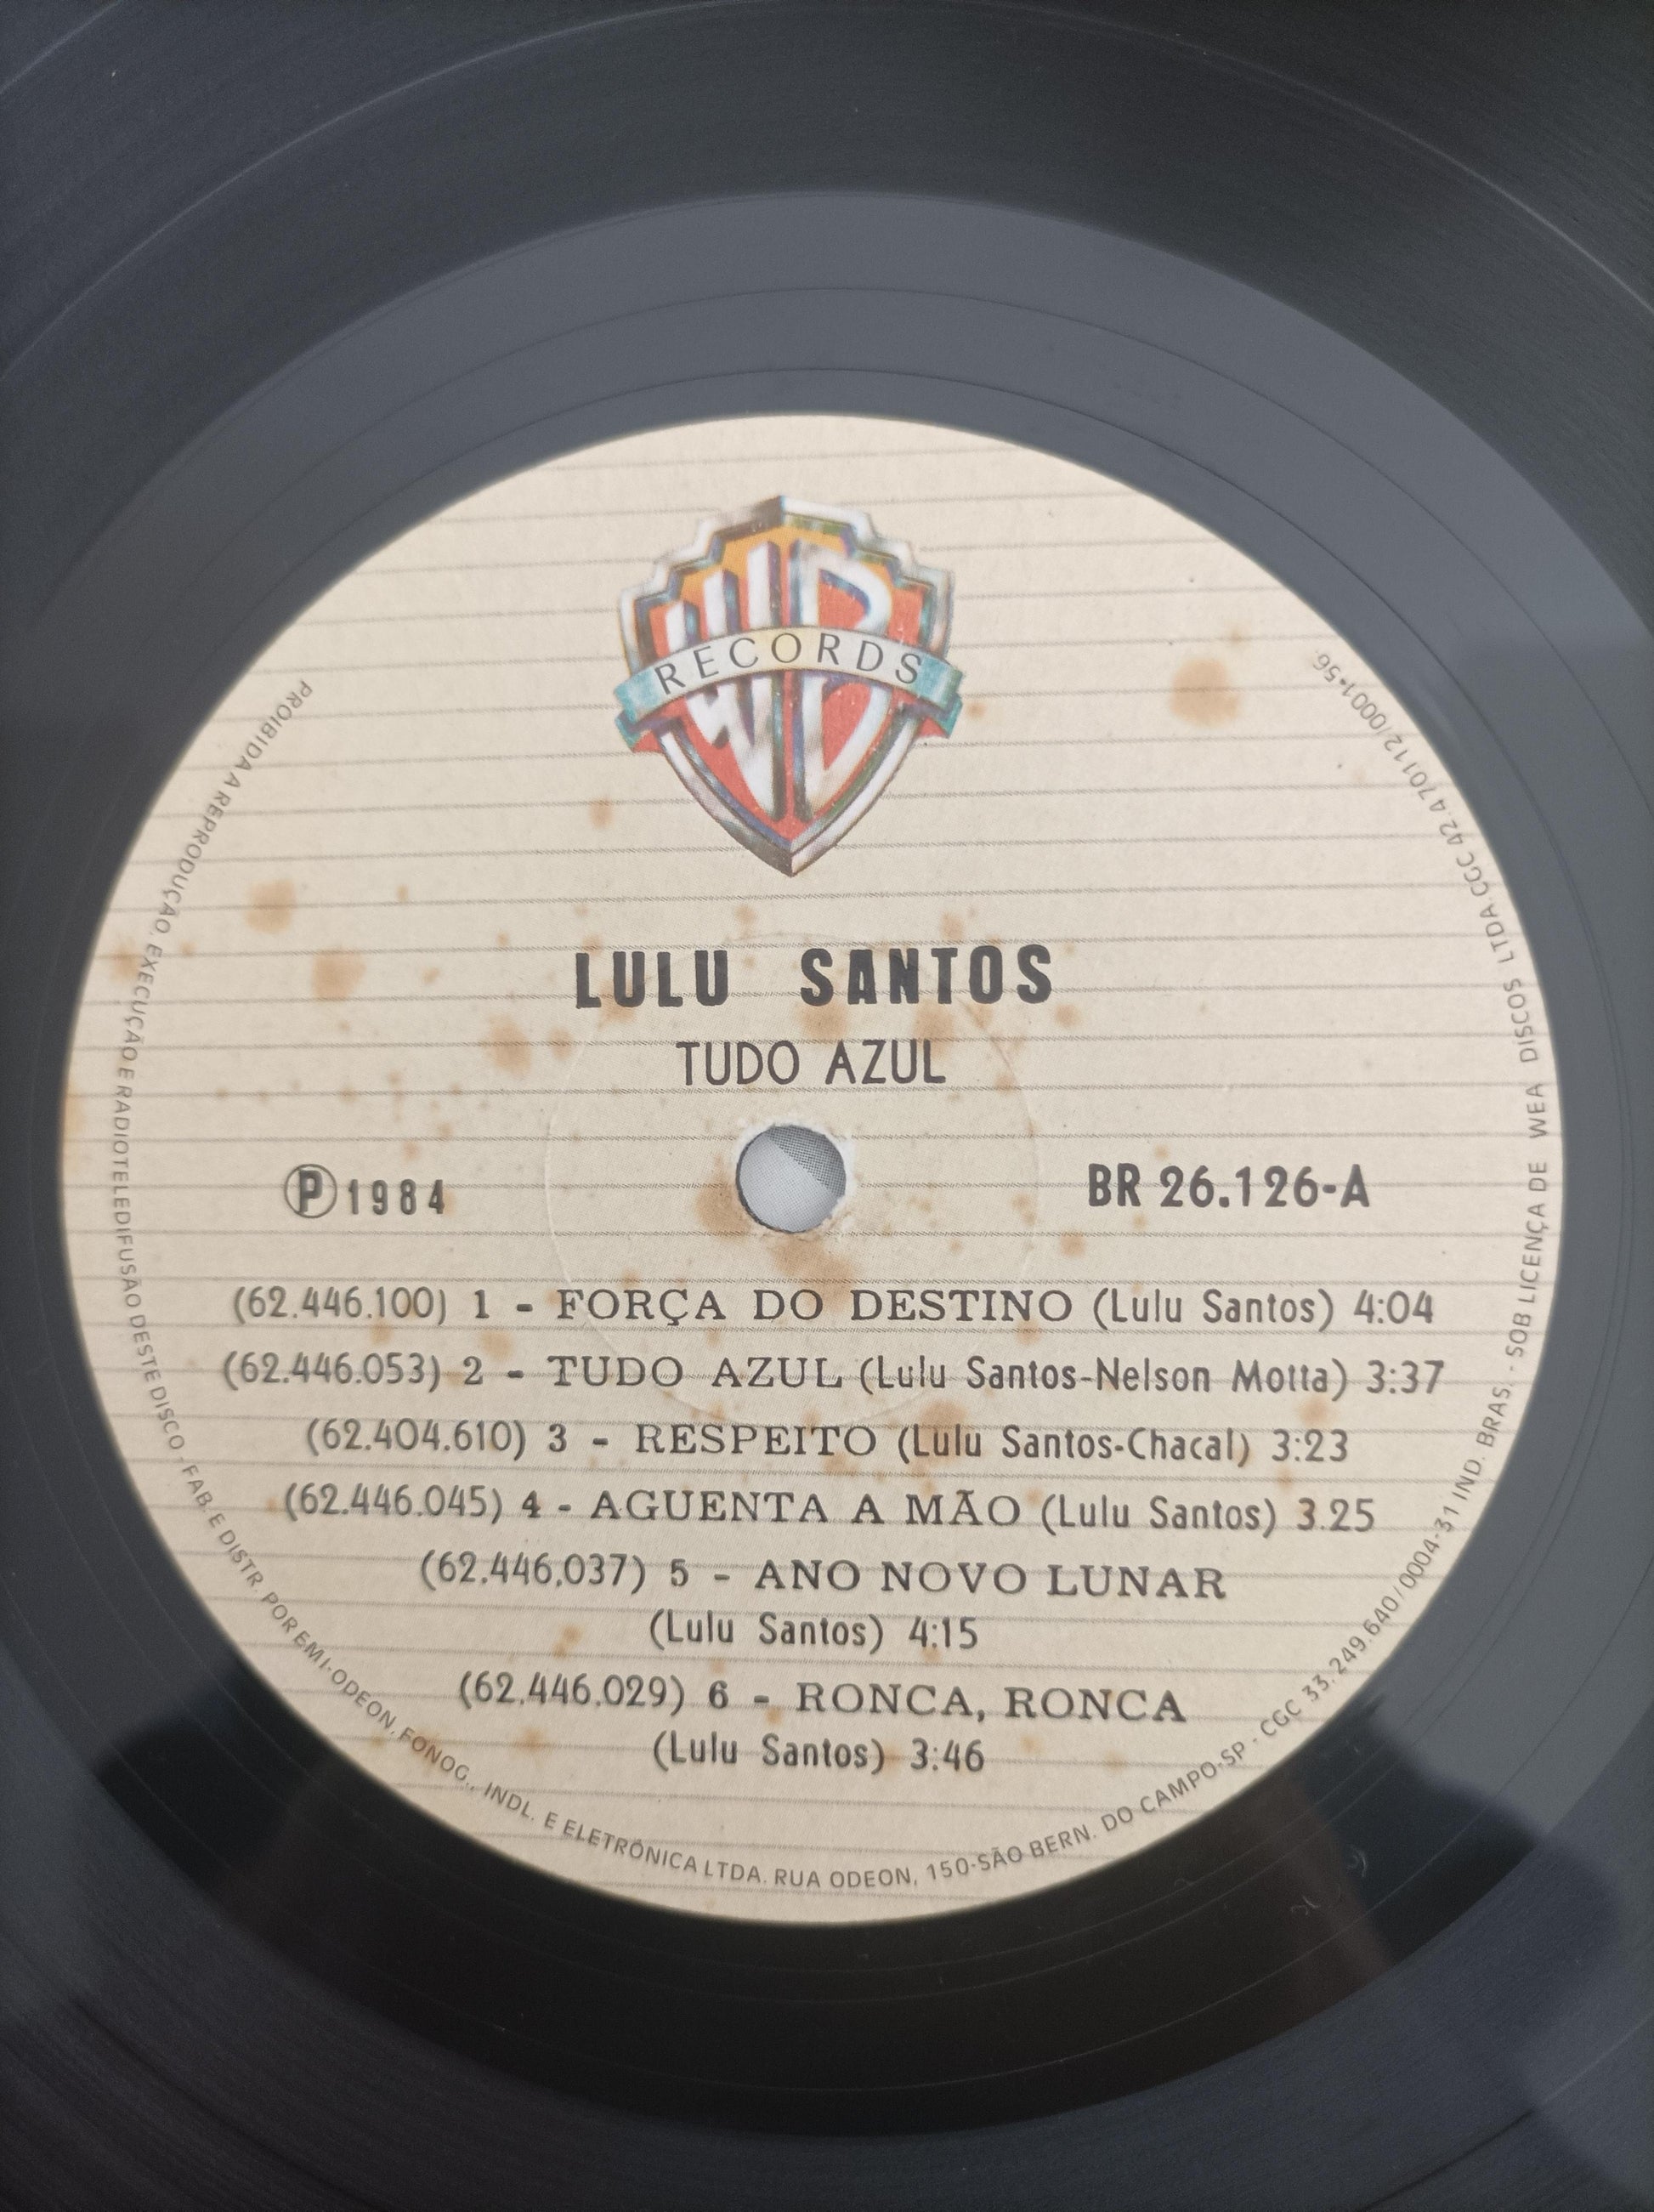 WB
RECORDS
LULU SANTOS
TUDO AZUL
Ⓟ 1984
BR 26.126-A
(62.446.100) 1 - FORÇA DO DESTINO (Lulu Santos) 4:04
(62.446.053) 2 - TUDO AZUL (Lulu Santos-Nelson Motta) 3:37
(62.404.610) 3 - RESPEITO (Lulu Santos-Chacal) 3:23
(62.446.045) 4 - AGUENTA A MÃO (Lulu Santos) 3.25
(62.446.037) 5 - ANO NOVO LUNAR
(Lulu Santos) 4:15
(62.446.029) 6 - RONCA, RONCA
(Lulu Santos) 3:46
PROIBIDA A REPRODUÇÃO, EXECUÇÃO E RADIOTELEDIFUSÃO DESTE DISCO. FAB. E DISTR. POR EMI-ODEON, FONOG., INDL. E ELETRÔNICA LTDA. RUA ODEON, 150-SÃO BERN. DO CAMPO-SP - CGC 33.249.640/0004-31 IND. BRAS. - SOB LICENÇA DE WEA DISCOS LTDA. CGC 42.470112/0001-56.